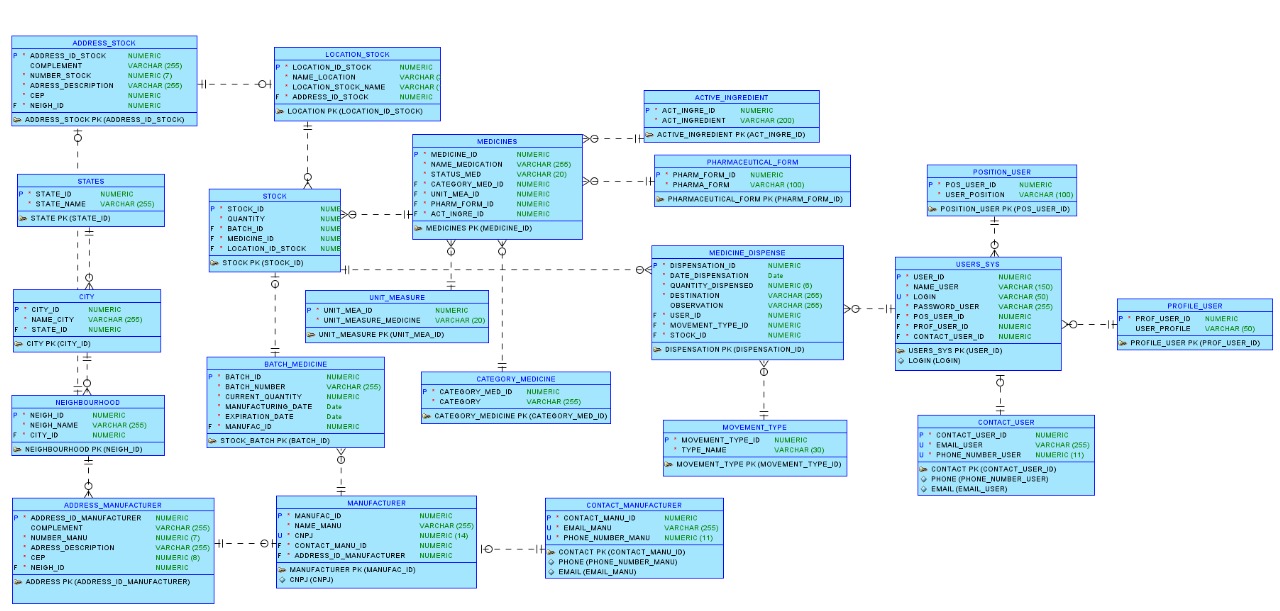 ADDRESS_STOCK
P * ADDRESS_ID_STOCK NUMERIC
COMPLEMENT VARCHAR (255)
* NUMBER_STOCK NUMERIC (7)
* ADRESS_DESCRIPTION VARCHAR (255)
* CEP NUMERIC
F * NEIGH_ID NUMERIC
ADDRESS_STOCK PK (ADDRESS_ID_STOCK)
LOCATION_STOCK
P * LOCATION_ID_STOCK NUMERIC
* NAME_LOCATION VARCHAR (
* LOCATION_STOCK_NAME VARCHAR (
F * ADDRESS_ID_STOCK NUMERIC
LOCATION PK (LOCATION_ID_STOCK)
ACTIVE_INGREDIENT
P * ACT_INGRE_ID NUMERIC
* ACT_INGREDIENT VARCHAR (200)
ACTIVE_INGREDIENT PK (ACT_INGRE_ID)
MEDICINES
P * MEDICINE_ID NUMERIC
* NAME_MEDICATION VARCHAR (255)
* STATUS_MED VARCHAR (20)
F * CATEGORY_MED_ID NUMERIC
F * UNIT_MEA_ID NUMERIC
F * PHARM_FORM_ID NUMERIC
F * ACT_INGRE_ID NUMERIC
MEDICINES PK (MEDICINE_ID)
PHARMACEUTICAL_FORM
P * PHARM_FORM_ID NUMERIC
* PHARMA_FORM VARCHAR (100)
PHARMACEUTICAL_FORM PK (PHARM_FORM_ID)
POSITION_USER
P * POS_USER_ID NUMERIC
* USER_POSITION VARCHAR (100)
POSITION_USER PK (POS_USER_ID)
STATES
P * STATE_ID NUMERIC
* STATE_NAME VARCHAR (255)
STATE PK (STATE_ID)
STOCK
P * STOCK_ID NUME
* QUANTITY NUME
F * BATCH_ID NUME
F * MEDICINE_ID NUME
F * LOCATION_ID_STOCK NUME
STOCK PK (STOCK_ID)
MEDICINE_DISPENSE
P * DISPENSATION_ID NUMERIC
* DATE_DISPENSATION Date
* QUANTITY_DISPENSED NUMERIC (6)
* DESTINATION VARCHAR (255)
OBSERVATION VARCHAR (255)
F * USER_ID NUMERIC
F * MOVEMENT_TYPE_ID NUMERIC
F * STOCK_ID NUMERIC
DISPENSATION PK (DISPENSATION_ID)
USERS_SYS
P * USER_ID NUMERIC
* NAME_USER VARCHAR (150)
U * LOGIN VARCHAR (50)
* PASSWORD_USER VARCHAR (255)
F * POS_USER_ID NUMERIC
F * PROF_USER_ID NUMERIC
F * CONTACT_USER_ID NUMERIC
USERS_SYS PK (USER_ID)
LOGIN (LOGIN)
PROFILE_USER
P * PROF_USER_ID NUMERIC
USER_PROFILE VARCHAR (50)
PROFILE_USER PK (PROF_USER_ID)
CITY
P * CITY_ID NUMERIC
* NAME_CITY VARCHAR (255)
F * STATE_ID NUMERIC
CITY PK (CITY_ID)
UNIT_MEASURE
P * UNIT_MEA_ID NUMERIC
* UNIT_MEASURE_MEDICINE VARCHAR (20)
UNIT_MEASURE PK (UNIT_MEA_ID)
BATCH_MEDICINE
P * BATCH_ID NUMERIC
* BATCH_NUMBER VARCHAR (255)
* CURRENT_QUANTITY NUMERIC
* MANUFACTURING_DATE Date
* EXPIRATION_DATE Date
F * MANUFAC_ID NUMERIC
STOCK_BATCH PK (BATCH_ID)
CATEGORY_MEDICINE
P * CATEGORY_MED_ID NUMERIC
* CATEGORY VARCHAR (255)
CATEGORY_MEDICINE PK (CATEGORY_MED_ID)
NEIGHBOURHOOD
P * NEIGH_ID NUMERIC
* NEIGH_NAME VARCHAR (255)
F * CITY_ID NUMERIC
NEIGHBOURHOOD PK (NEIGH_ID)
MOVEMENT_TYPE
P * MOVEMENT_TYPE_ID NUMERIC
* TYPE_NAME VARCHAR (30)
MOVEMENT_TYPE PK (MOVEMENT_TYPE_ID)
CONTACT_USER
P * CONTACT_USER_ID NUMERIC
U * EMAIL_USER VARCHAR (255)
U * PHONE_NUMBER_USER NUMERIC (11)
CONTACT PK (CONTACT_USER_ID)
PHONE (PHONE_NUMBER_USER)
EMAIL (EMAIL_USER)
ADDRESS_MANUFACTURER
P * ADDRESS_ID_MANUFACTURER NUMERIC
COMPLEMENT VARCHAR (255)
* NUMBER_MANU NUMERIC (7)
* ADRESS_DESCRIPTION VARCHAR (255)
* CEP NUMERIC (8)
F * NEIGH_ID NUMERIC
ADDRESS PK (ADDRESS_ID_MANUFACTURER)
MANUFACTURER
P * MANUFAC_ID NUMERIC
* NAME_MANU VARCHAR (255)
U * CNPJ NUMERIC (14)
F * CONTACT_MANU_ID NUMERIC
F * ADDRESS_ID_MANUFACTURER NUMERIC
MANUFACTURER PK (MANUFAC_ID)
CNPJ (CNPJ)
CONTACT_MANUFACTURER
P * CONTACT_MANU_ID NUMERIC
U * EMAIL_MANU VARCHAR (255)
U * PHONE_NUMBER_MANU NUMERIC (11)
CONTACT PK (CONTACT_MANU_ID)
PHONE (PHONE_NUMBER_MANU)
EMAIL (EMAIL_MANU)